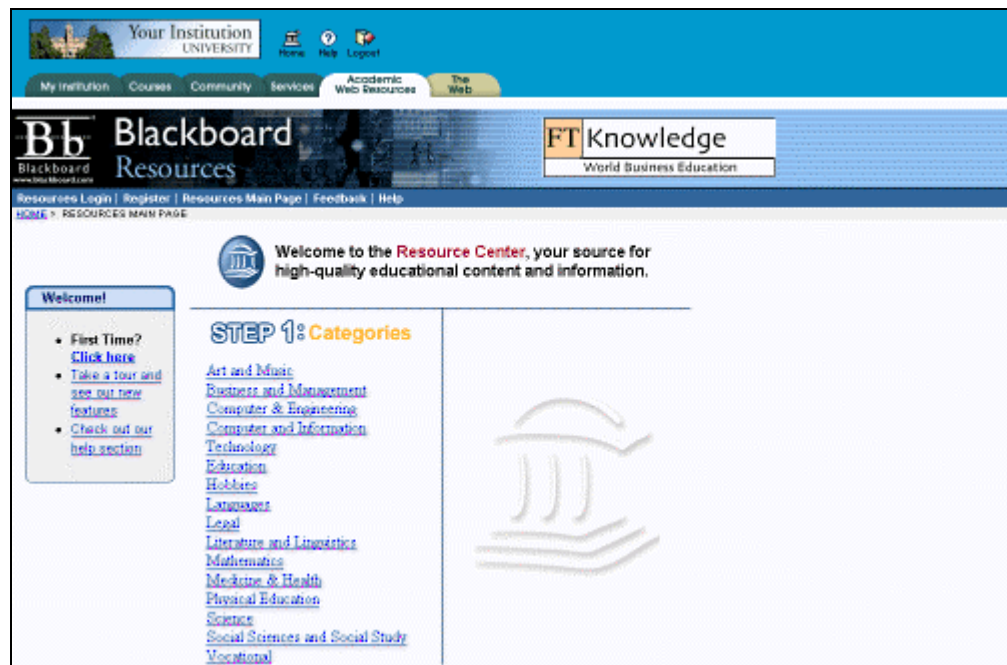 Your Institution
UNIVERSITY
Home Help Logout
My Institution Courses Community Services Academic Web Resources The Web
Bb Blackboard
Blackboard Resources
www.blackboard.com
FT Knowledge
World Business Education
Resources Login | Register | Resources Main Page | Feedback | Help
HOME > RESOURCES MAIN PAGE
Welcome to the Resource Center, your source for
high-quality educational content and information.
Welcome!
First Time?
Click here
Take a tour and
see out new
features
Check out our
help section
STEP 1: Categories
Art and Music
Business and Management
Computer & Engineering
Computer and Information
Technology
Education
Hobbies
Languages
Legal
Literature and Linguistics
Mathematics
Medicine & Health
Physical Education
Science
Social Sciences and Social Study
Vocational